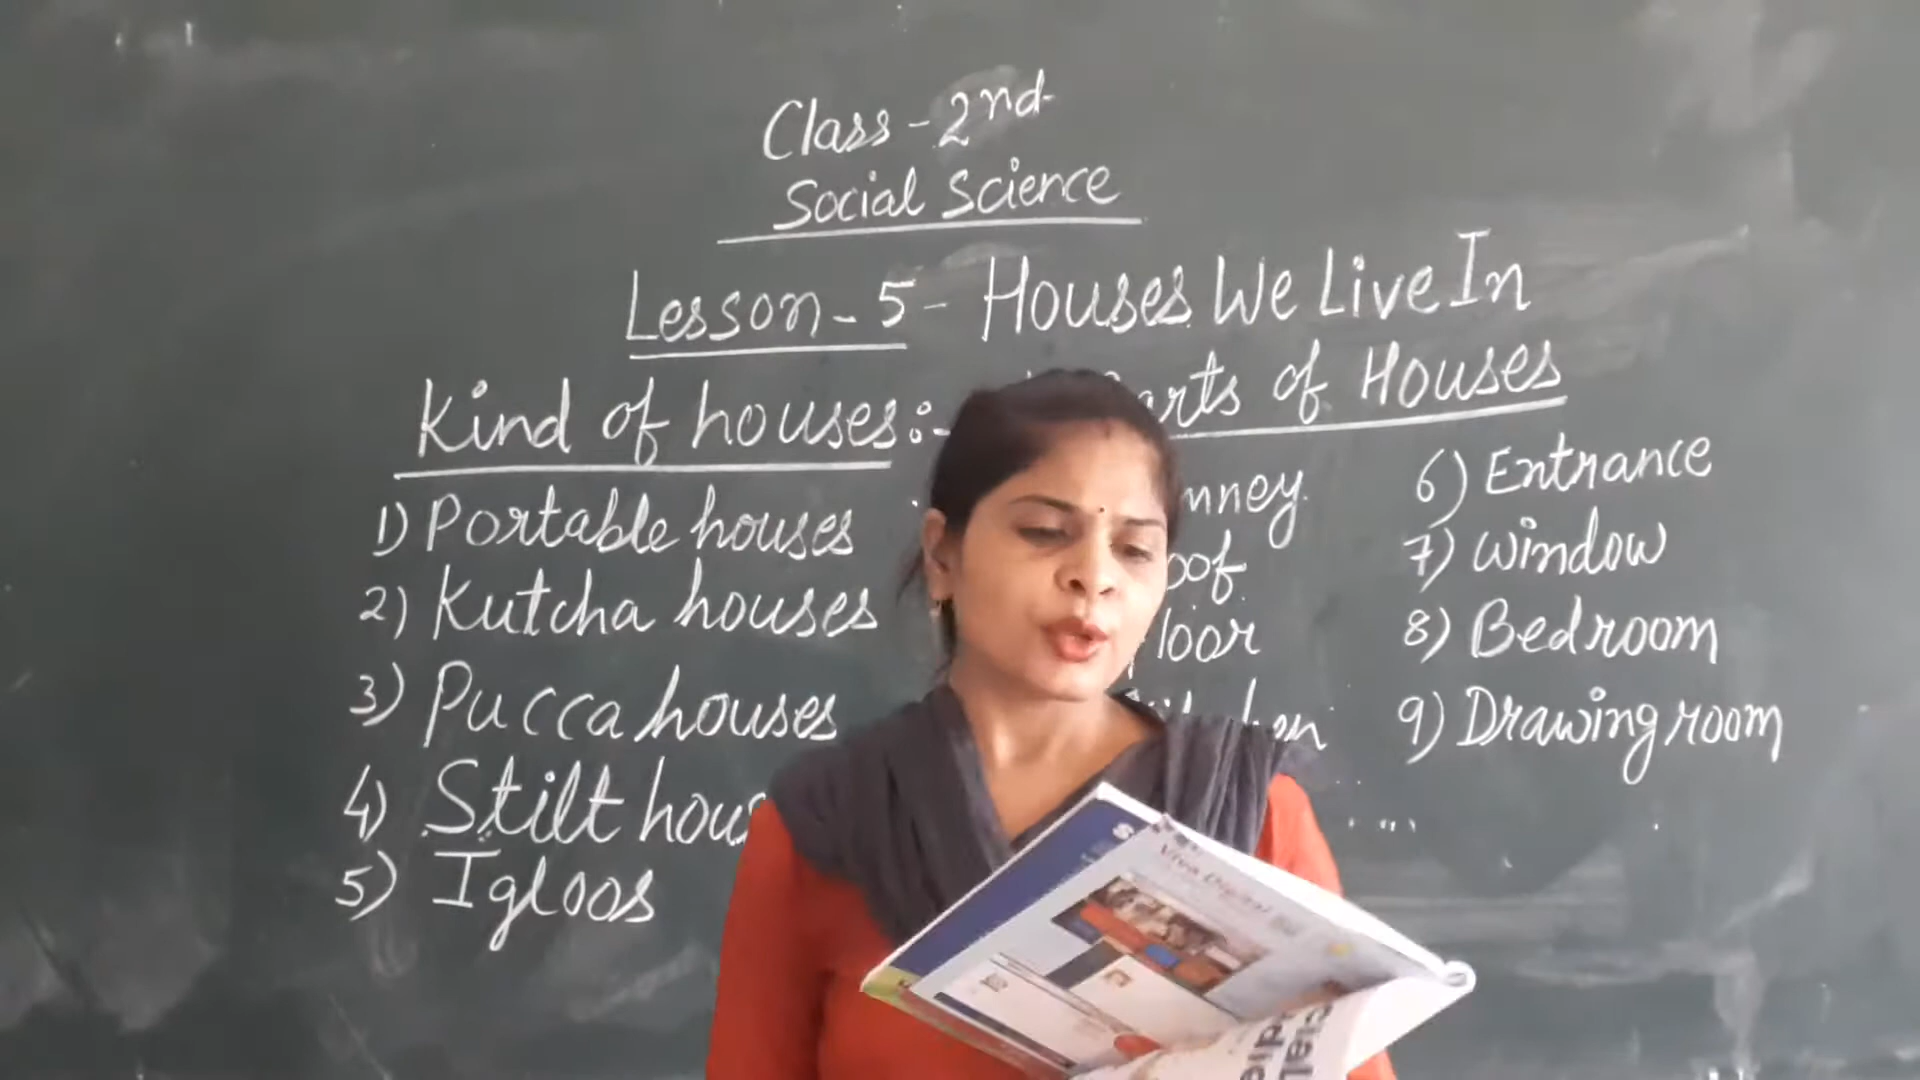 Class - 2nd
Social Science
Lesson - 5 - Houses We Live In
Kind of houses :-
1) Portable houses
2) Kutcha houses
3) Pucca houses
4) Stilt
5) Igloos
of Houses
6) Entrance
7) window
8) Bedroom
9) Drawing room